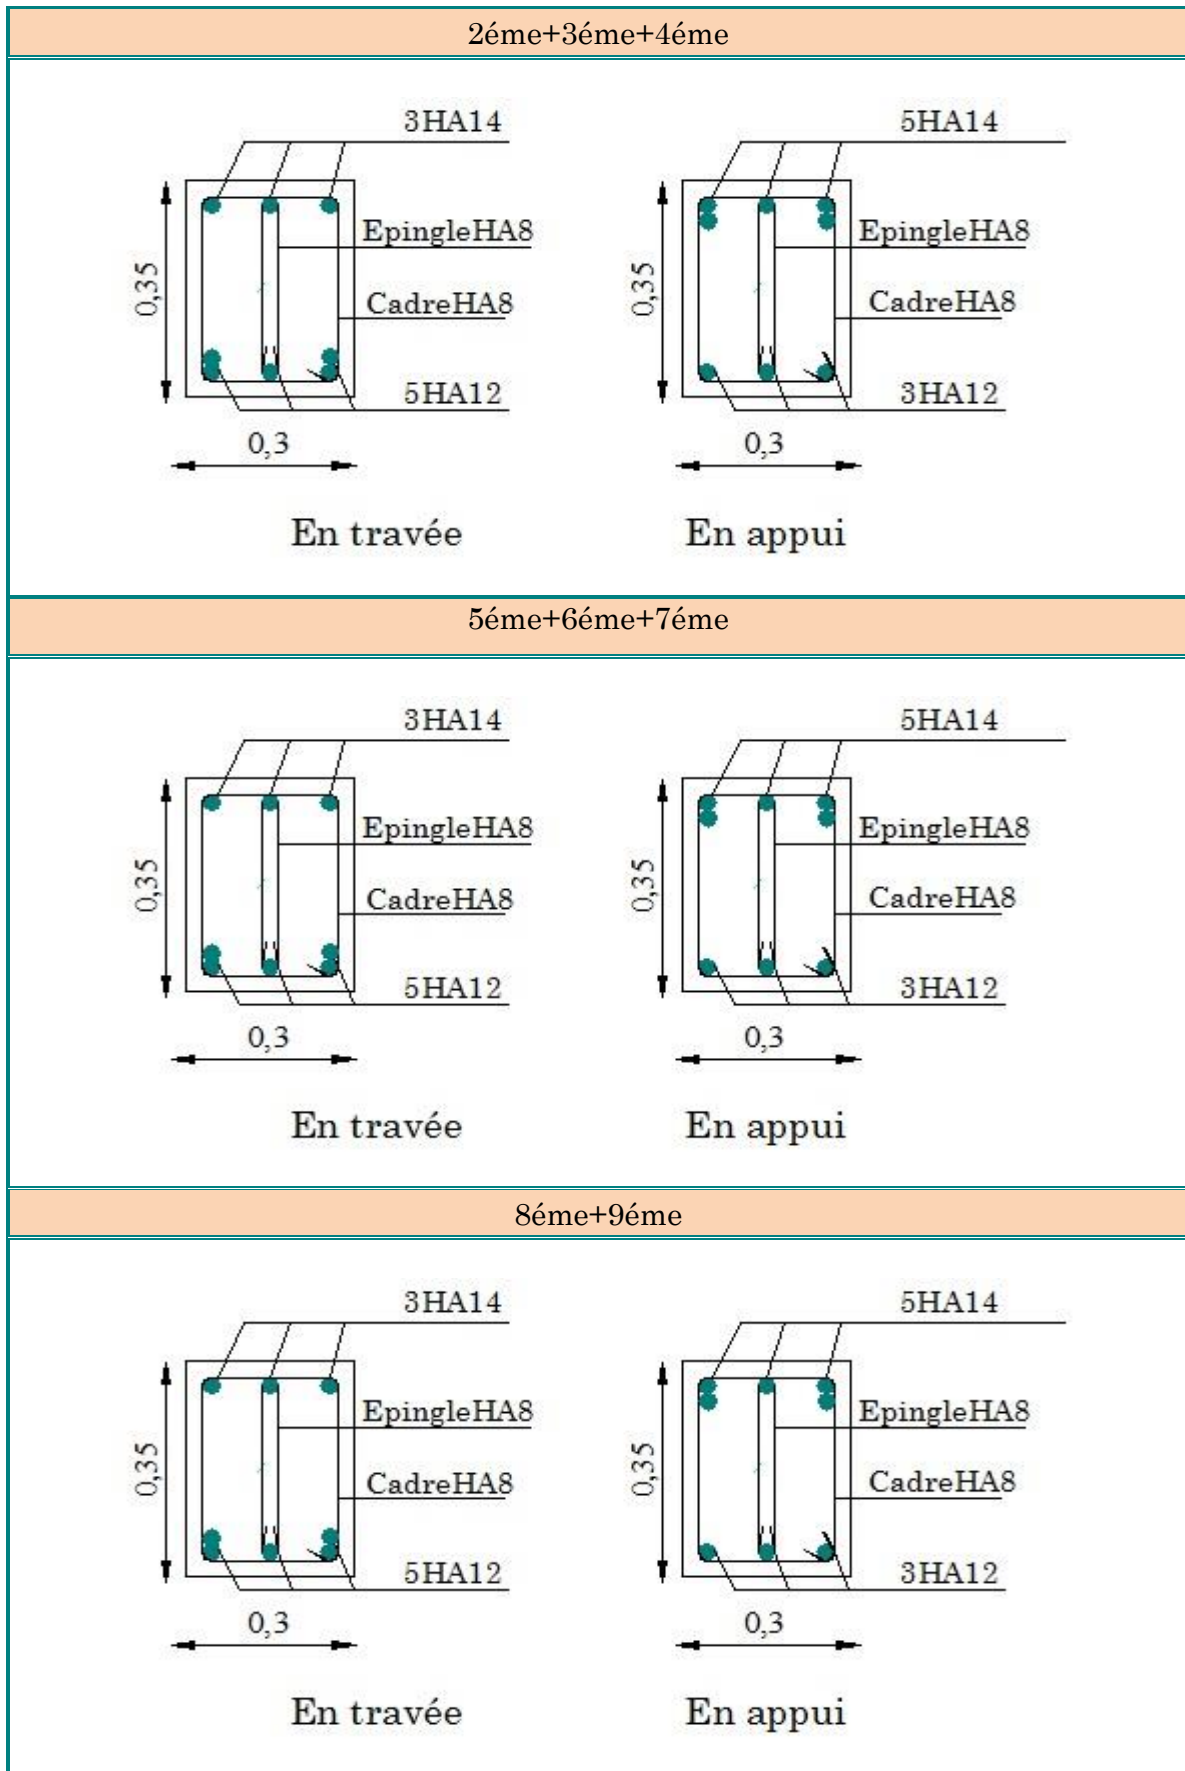 2éme+3éme+4éme
3HA14
5HA14
EpingleHA8
EpingleHA8
0,35
0,35
CadreHA8
CadreHA8
5HA12
3HA12
0,3
0,3
En travée
En appui
5éme+6éme+7éme
3HA14
5HA14
EpingleHA8
EpingleHA8
0,35
0,35
CadreHA8
CadreHA8
5HA12
3HA12
0,3
0,3
En travée
En appui
8éme+9éme
3HA14
5HA14
EpingleHA8
EpingleHA8
0,35
0,35
CadreHA8
CadreHA8
5HA12
3HA12
0,3
0,3
En travée
En appui